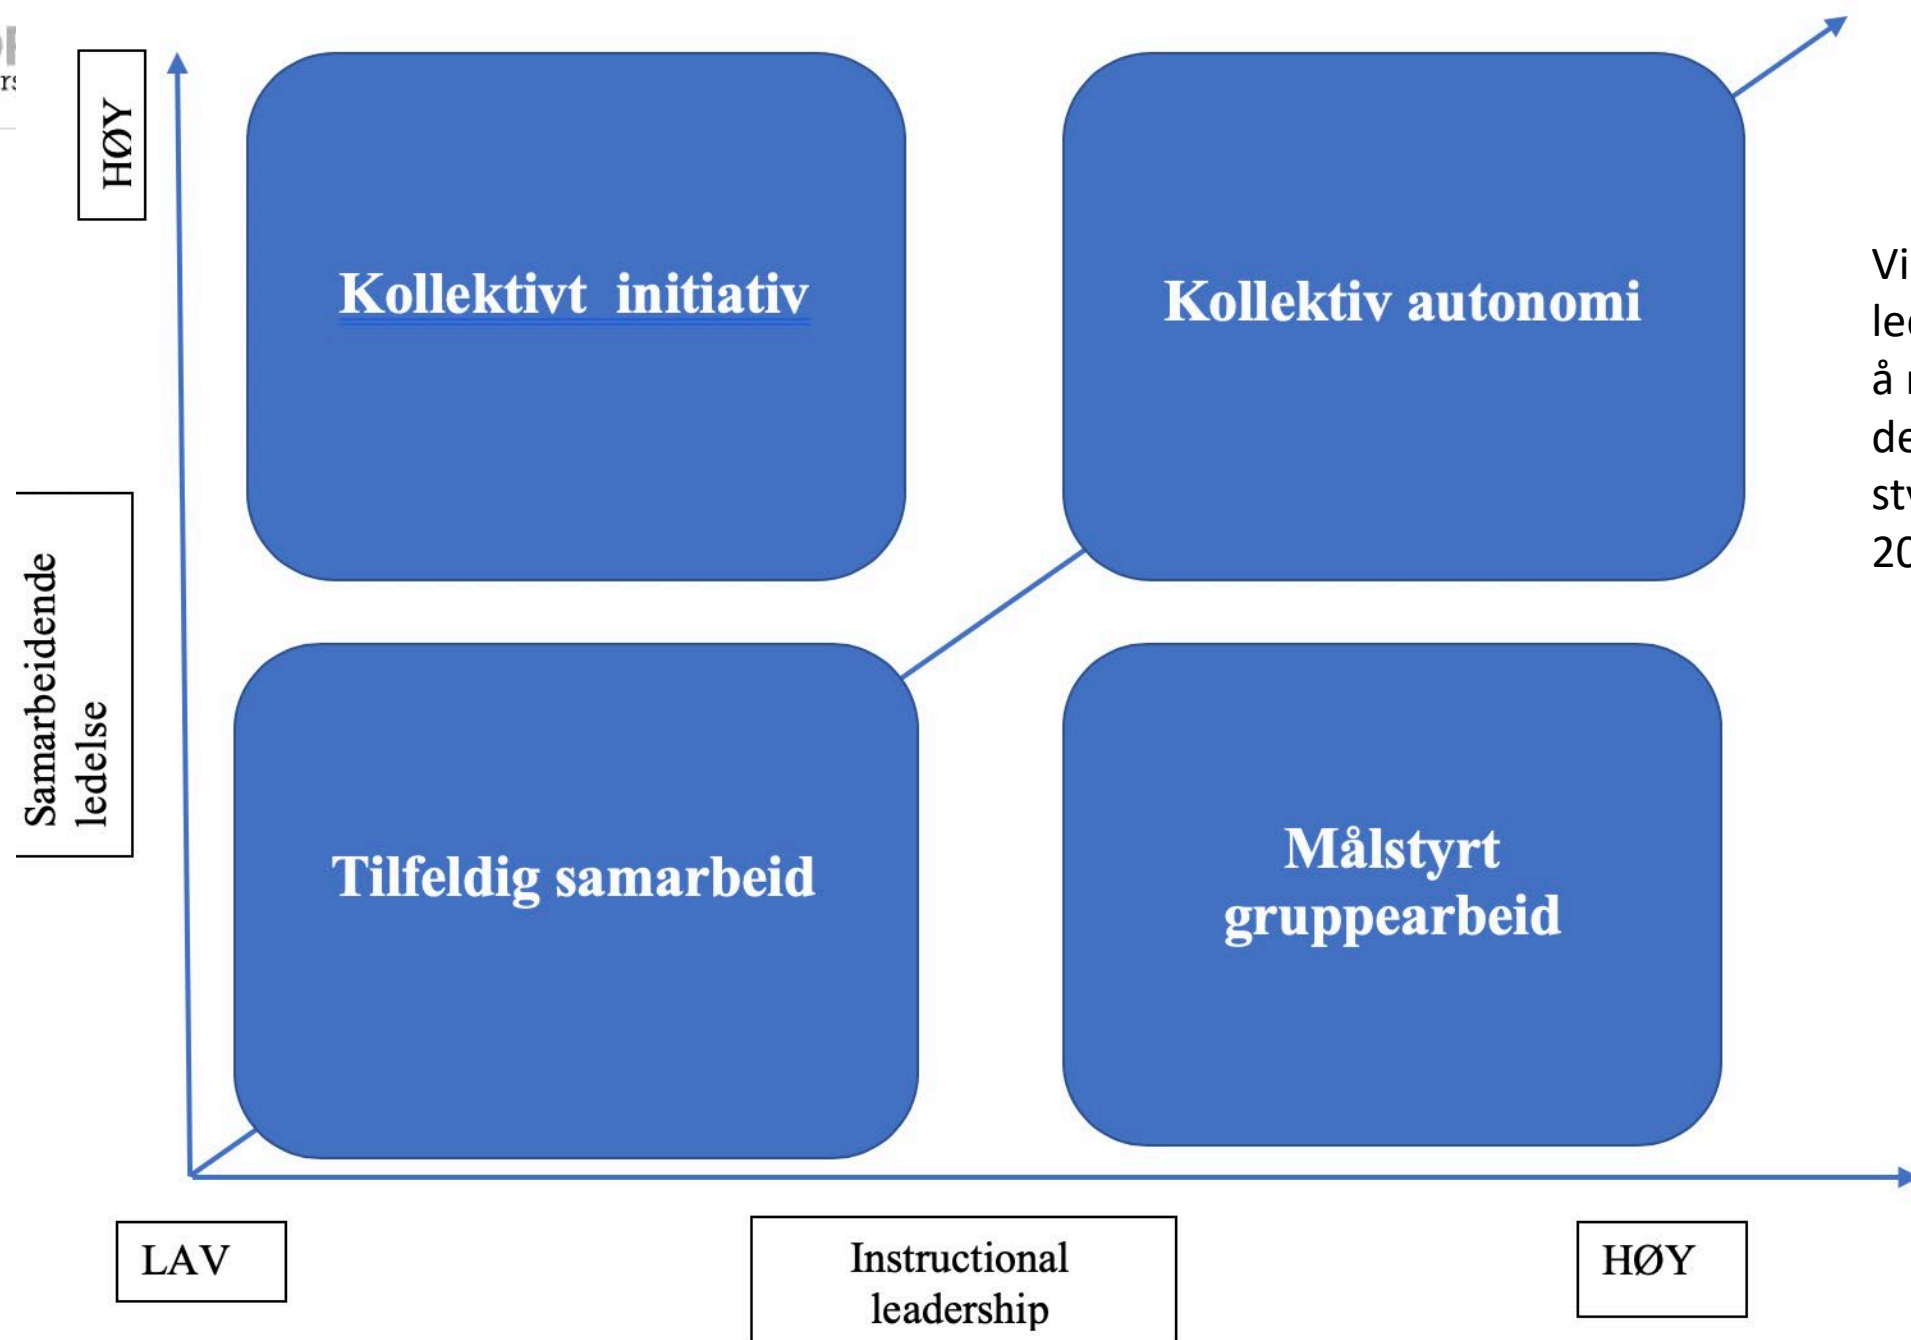 HØY
Kollektivt initiativ
Kollektiv autonomi
Samarbeidende
ledelse
Tilfeldig samarbeid
Målstyrt
gruppearbeid
LAV
Instructional
leadership
HØY
Vi
å